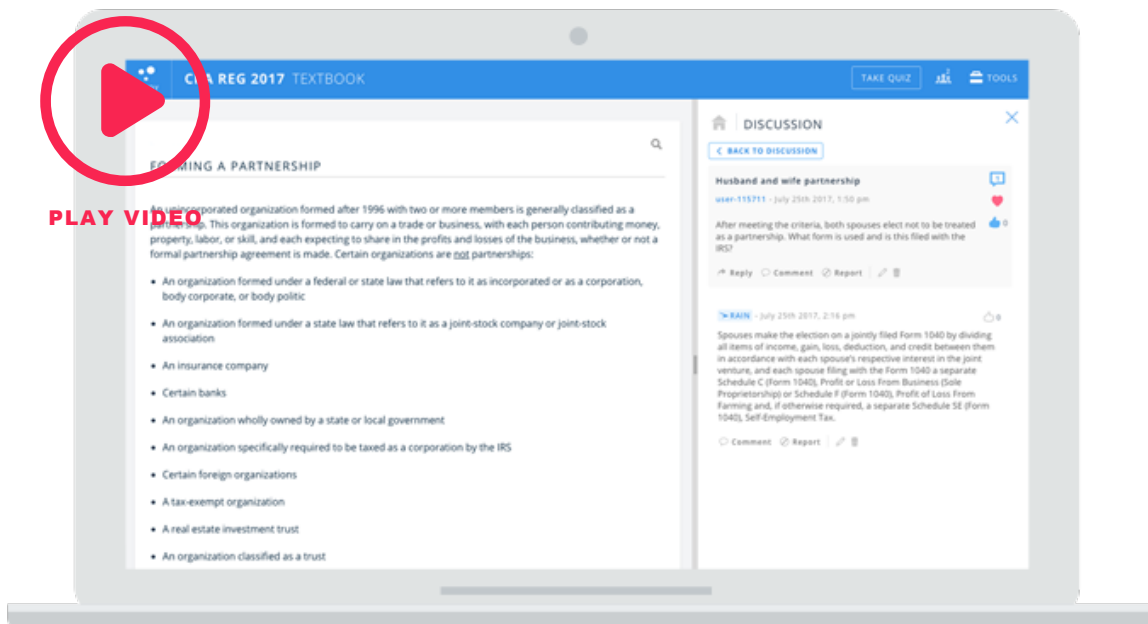 CPA REG 2017 TEXTBOOK
TAKE QUIZ
TOOLS
FORMING A PARTNERSHIP
PLAY VIDEO
An unincorporated organization formed after 1996 with two or more members is generally classified as a
partnership. This organization is formed to carry on a trade or business, with each person contributing money,
property, labor, or skill, and each expecting to share in the profits and losses of the business, whether or not a
formal partnership agreement is made. Certain organizations are not partnerships:
• An organization formed under a federal or state law that refers to it as incorporated or as a corporation,
body corporate, or body politic
• An organization formed under a state law that refers to it as a joint-stock company or joint-stock
association
• An insurance company
• Certain banks
• An organization wholly owned by a state or local government
• An organization specifically required to be taxed as a corporation by the IRS
• Certain foreign organizations
• A tax-exempt organization
• A real estate investment trust
• An organization classified as a trust
DISCUSSION
BACK TO DISCUSSION
Husband and wife partnership
1
user-115711 - July 25th 2017, 1:50 pm
After meeting the criteria, both spouses elect not to be treated
0
as a partnership. What form is used and is this filed with the
IRS?
Reply Comment Report
RAIN - July 25th 2017, 2:16 pm
0
Spouses make the election on a jointly filed Form 1040 by dividing
all items of income, gain, loss, deduction, and credit between them
in accordance with each spouse's respective interest in the joint
venture, and each spouse filing with the Form 1040 a separate
Schedule C (Form 1040), Profit or Loss From Business (Sole
Proprietorship) or Schedule F (Form 1040), Profit of Loss From
Farming and, if otherwise required, a separate Schedule SE (Form
1040), Self-Employment Tax.
Comment Report